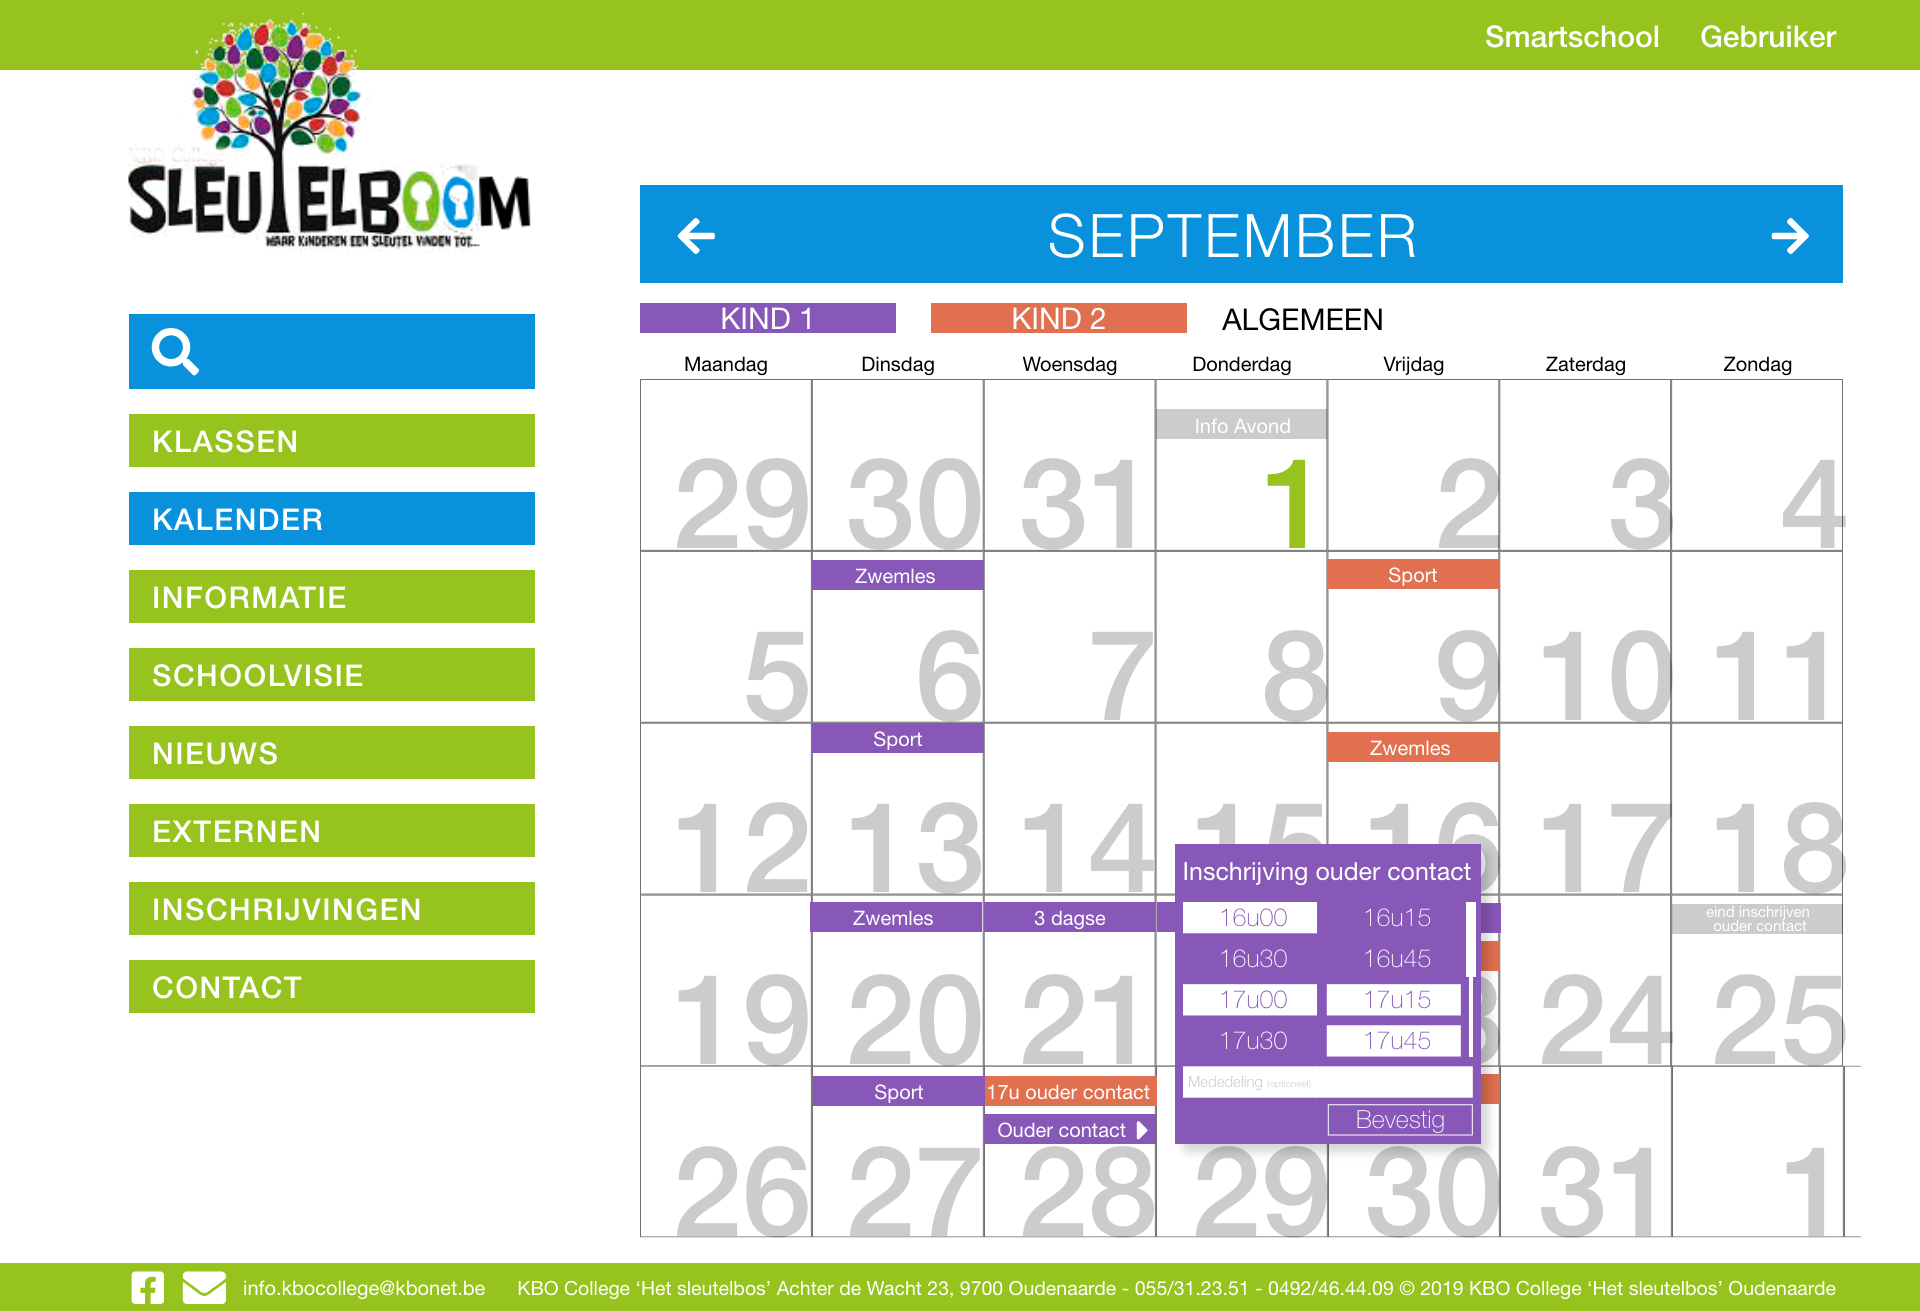 Smartschool Gebruiker
KBO College
SLEUTELBOOM
WAAR KINDEREN EEN SLEUTEL VINDEN TOT...
SEPTEMBER
KIND 1 KIND 2 ALGEMEEN
KLASSEN
KALENDER
INFORMATIE
SCHOOLVISIE
NIEUWS
EXTERNEN
INSCHRIJVINGEN
CONTACT
Maandag Dinsdag Woensdag Donderdag Vrijdag Zaterdag Zondag
Info Avond
29 30 31 1 2 3 4
Zwemles Sport
5 6 7 8 9 10 11
Sport Zwemles
12 13 14 15 16 17 18
Zwemles 3 dagse
eind inschrijven
ouder contact
19 20 21 24 25
Inschrijving ouder contact
16u00 16u15
16u30 16u45
17u00 17u15
17u30 17u45
Mededeling (optioneel)
Bevestig
Sport 17u ouder contact
Ouder contact
26 27 28 29 30 31 1
info.kbocollege@kbonet.be KBO College ‘Het sleutelbos’ Achter de Wacht 23, 9700 Oudenaarde - 055/31.23.51 - 0492/46.44.09 © 2019 KBO College ‘Het sleutelbos’ Oudenaarde